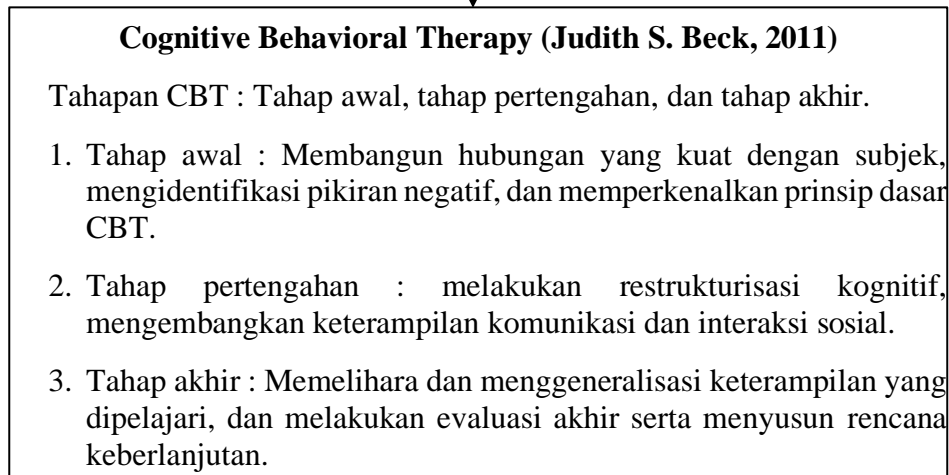 Cognitive Behavioral Therapy (Judith S. Beck, 2011)
Tahapan CBT : Tahap awal, tahap pertengahan, dan tahap akhir.
1. Tahap awal : Membangun hubungan yang kuat dengan subjek,
mengidentifikasi pikiran negatif, dan memperkenalkan prinsip dasar
CBT.
2. Tahap pertengahan : melakukan restrukturisasi kognitif,
mengembangkan keterampilan komunikasi dan interaksi sosial.
3. Tahap akhir : Memelihara dan menggeneralisasi keterampilan yang
dipelajari, dan melakukan evaluasi akhir serta menyusun rencana
keberlanjutan.